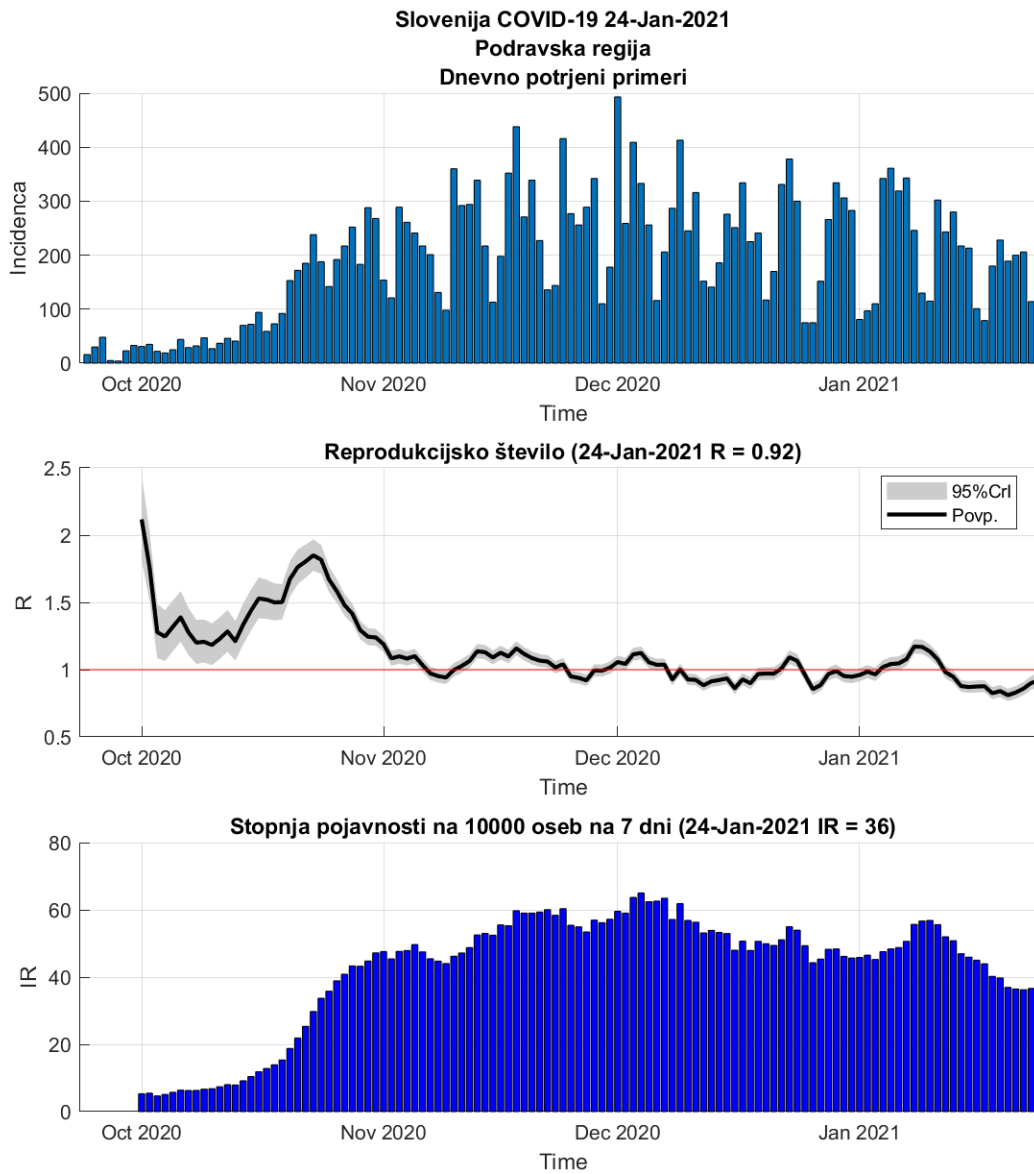 Slovenija COVID-19 24-Jan-2021
Podravska regija
Dnevno potrjeni primeri
500
400
300
200
100
0
Incidenca
Oct 2020
Nov 2020
Dec 2020
Jan 2021
Time
Reprodukcijsko število (24-Jan-2021 R = 0.92)
2.5
2
1.5
1
0.5
R
95%CrI
Povp.
Oct 2020
Nov 2020
Dec 2020
Jan 2021
Time
Stopnja pojavnosti na 10000 oseb na 7 dni (24-Jan-2021 IR = 36)
80
60
40
20
0
IR
Oct 2020
Nov 2020
Dec 2020
Jan 2021
Time